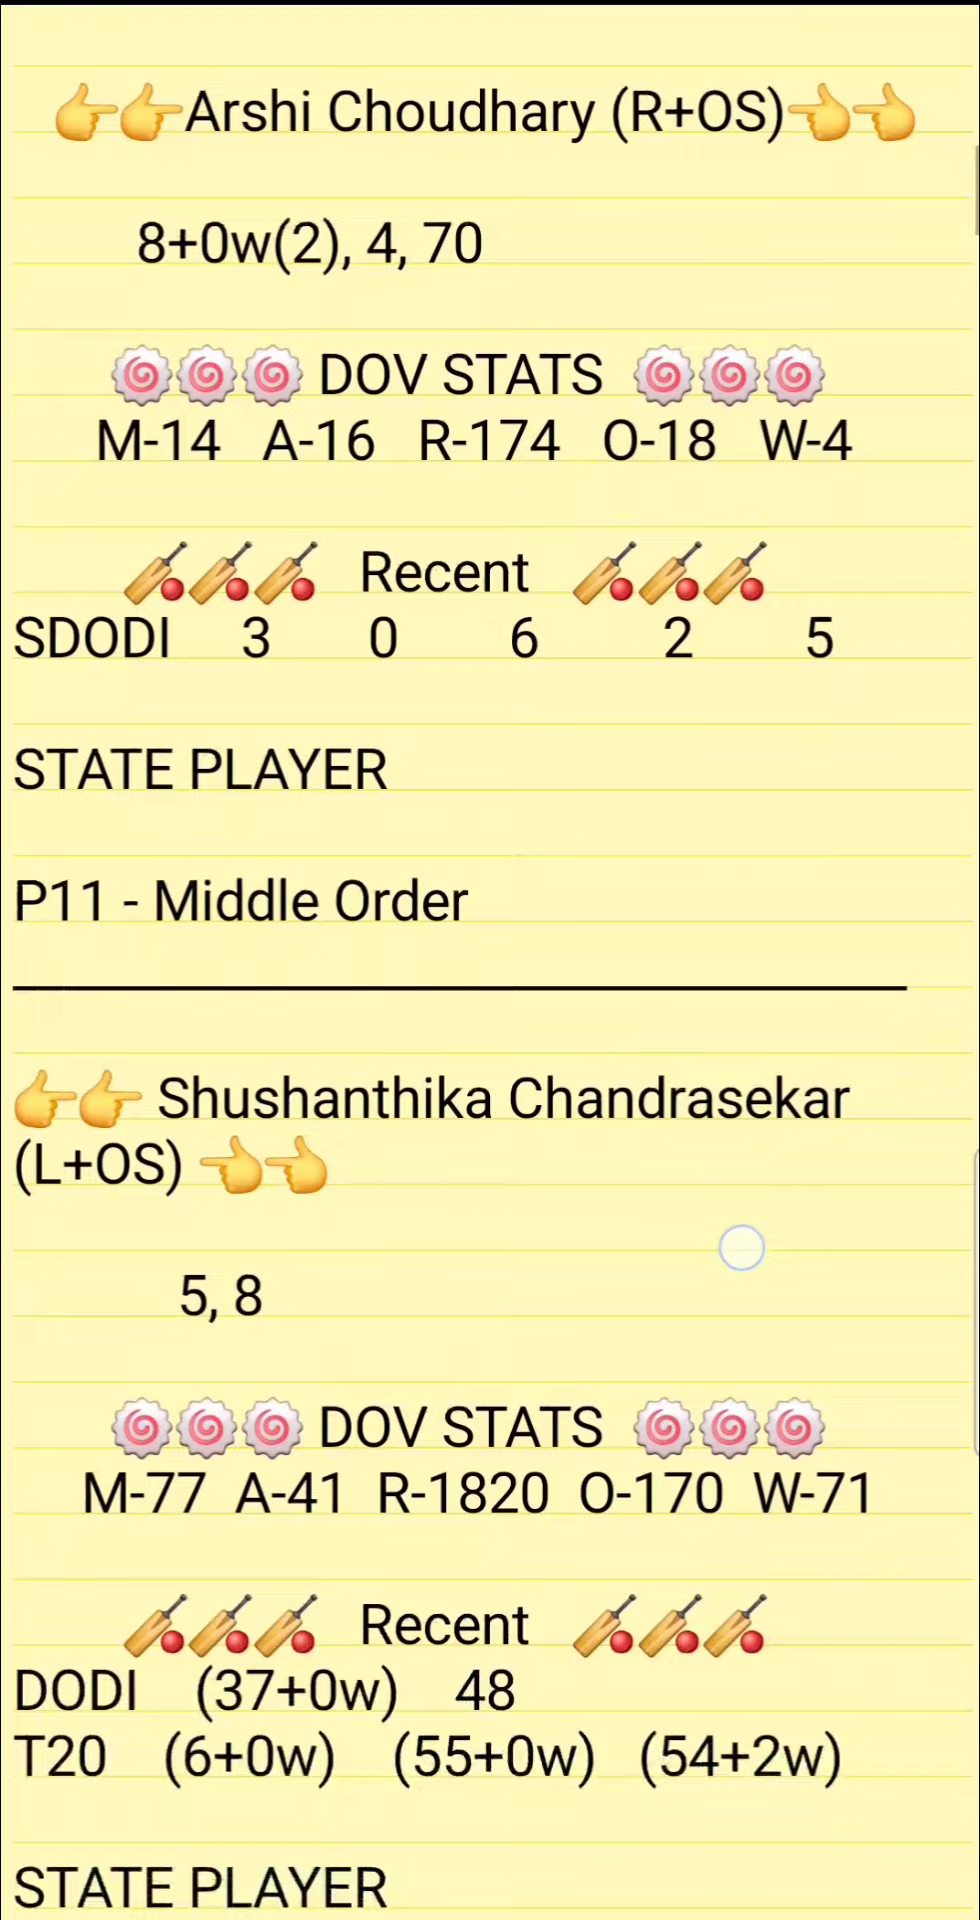 👉👉Arshi Choudhary (R+OS)👈👈
8+0w(2), 4, 70
🍥🍥🍥 DOV STATS 🍥🍥🍥
M-14 A-16 R-174 O-18 W-4
🏏🏏🏏 Recent 🏏🏏🏏
SDODI 3 0 6 2 5
STATE PLAYER
P11 - Middle Order
👉👉 Shushanthika Chandrasekar
(L+OS) 👈👈
5, 8
🍥🍥🍥 DOV STATS 🍥🍥🍥
M-77 A-41 R-1820 O-170 W-71
🏏🏏🏏 Recent 🏏🏏🏏
DODI (37+0w) 48
T20 (6+0w) (55+0w) (54+2w)
STATE PLAYER